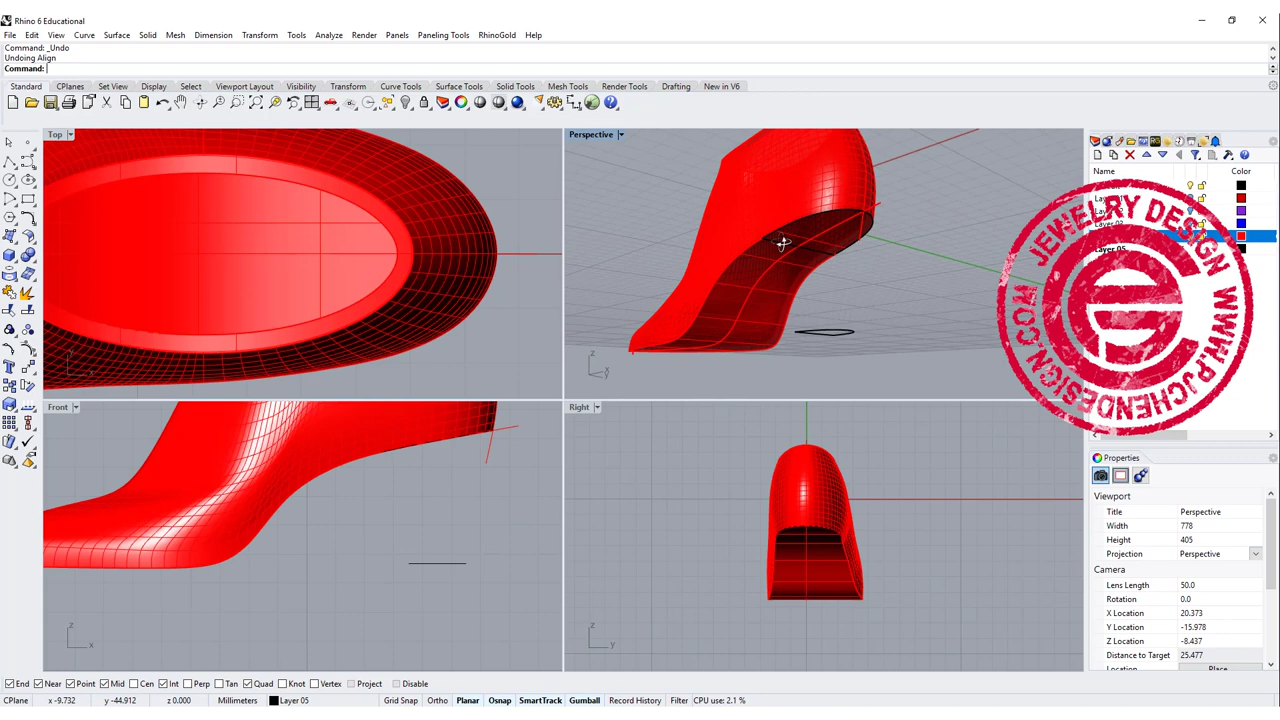 Rhino 6 Educational
File Edit View Curve Surface Solid Mesh Dimension Transform Tools Analyze Render Panels Paneling Tools RhinoGold Help
Command: _Undo
Undoing Align
Command:
Standard CPlanes Set View Display Select Viewport Layout Visibility Transform Curve Tools Surface Tools Solid Tools Mesh Tools Render Tools Drafting New in V6
Top
Perspective
Name Color
Layer 05
JEWELRY DESIGN
WWW.PJCHENDESIGN.COM
z
x
y
Front
Right
z
x
z
y
Properties
Viewport
Title Perspective
Width 778
Height 405
Projection Perspective
Camera
Lens Length 50.0
Rotation 0.0
X Location 20.373
Y Location -15.978
Z Location -8.437
Distance to Target 25.477
Location Place
End Near Point Mid Cen Int Perp Tan Quad Knot Vertex Project Disable
CPlane x -9.732 y -44.912 z 0.000 Millimeters Layer 05 Grid Snap Ortho Planar Osnap SmartTrack Gumball Record History Filter CPU use: 2.1 %